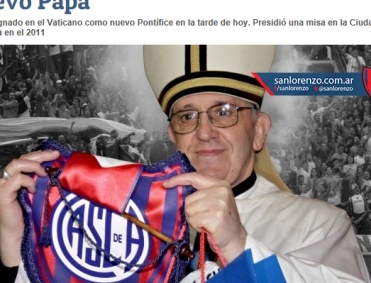 evo Papa
gnado en el Vaticano como nuevo Pontífice en la tarde de hoy. Presidió una misa en la Ciuda
a en el 2011
sanlorenzo.com.ar
/sanlorenzo
@sanlorenzo
CASLA
DE